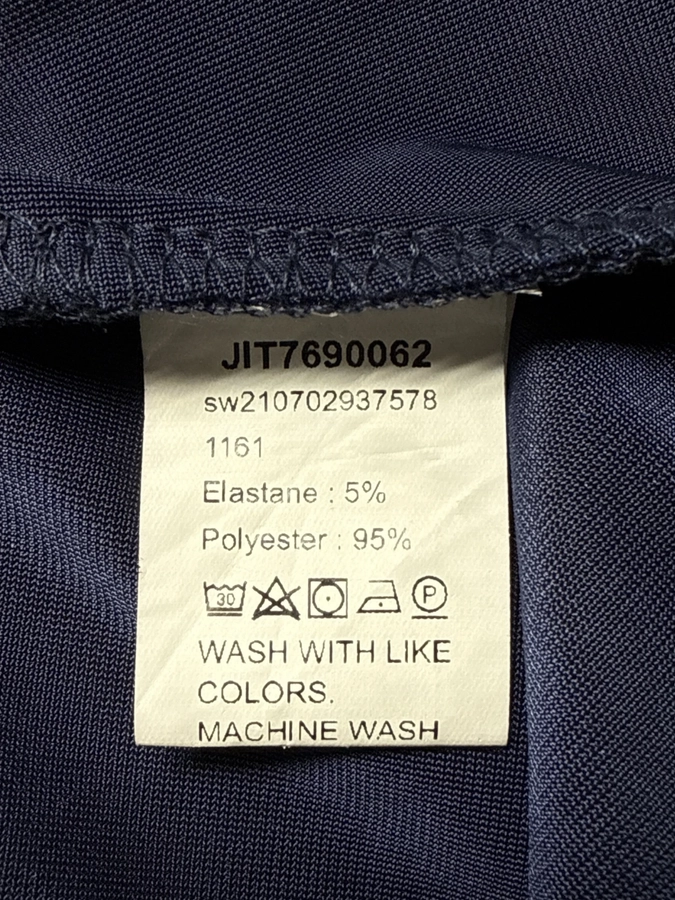 JIT7690062
sw210702937578
1161
Elastane : 5%
Polyester : 95%
30 P
WASH WITH LIKE
COLORS.
MACHINE WASH